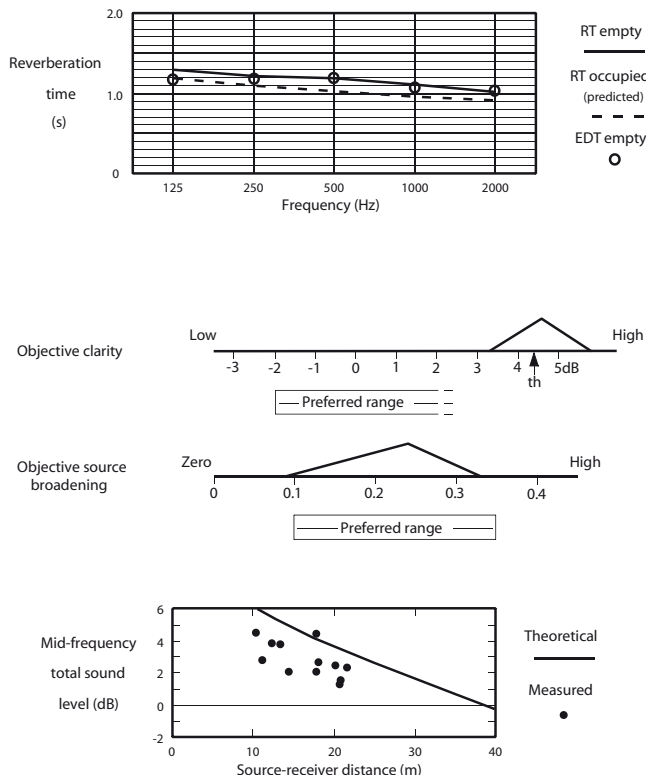 2.0
Reverberation
time
(s)
1.0
0
125 250 500 1000 2000
Frequency (Hz)
RT empty
RT occupied
(predicted)
EDT empty
Objective clarity
Low High
-3 -2 -1 0 1 2 3 4 5dB
th
Preferred range
Objective source
broadening
Zero High
0 0.1 0.2 0.3 0.4
Preferred range
Mid-frequency
total sound
level (dB)
6
4
2
0
-2
0 10 20 30 40
Source-receiver distance (m)
Theoretical
Measured